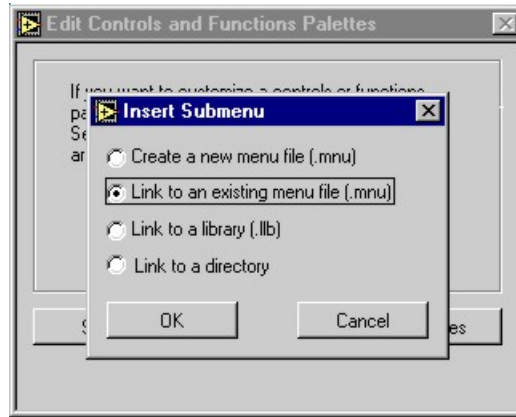 Edit Controls and Functions Palettes
If you want to customize a controls or functions
Insert Submenu
Create a new menu file (.mnu)
Link to an existing menu file (.mnu)
Link to a library (.llb)
Link to a directory
OK
Cancel